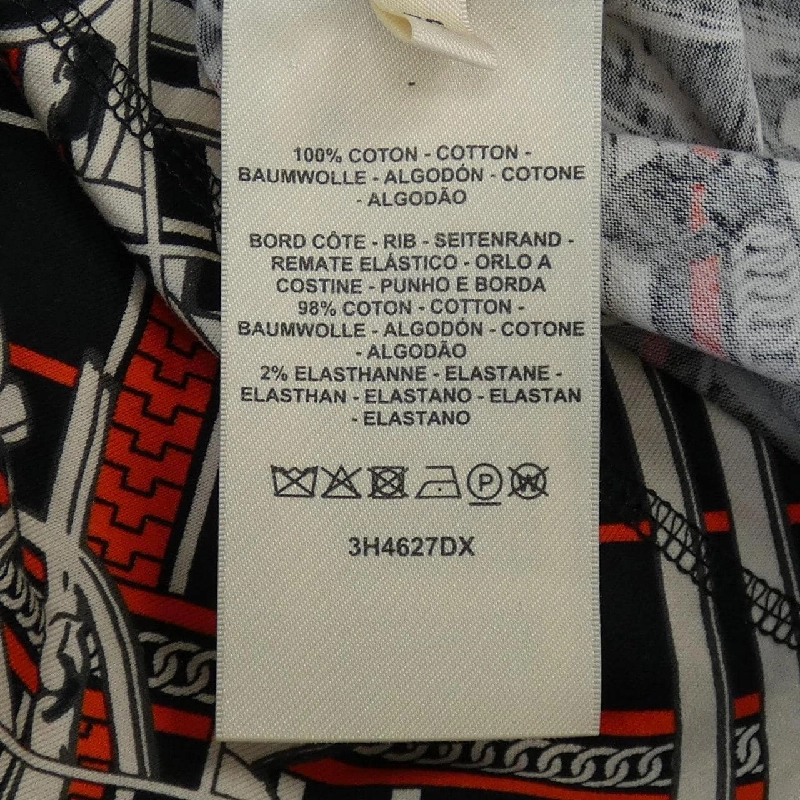 100% COTON - COTTON -
BAUMWOLLE - ALGODÓN - COTONE
- ALGODÃO
BORD CÔTE - RIB - SEITENRAND -
REMATE ELÁSTICO - ORLO A
COSTINE - PUNHO E BORDA
98% COTON - COTTON -
BAUMWOLLE - ALGODÓN - COTONE
- ALGODÃO
2% ELASTHANNE - ELASTANE -
ELASTHAN - ELASTANO - ELASTAN
- ELASTANO
P W
3H4627DX